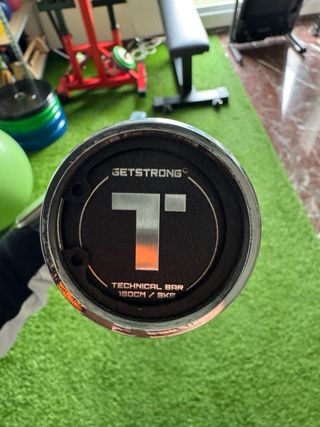 GETSTRONG®
T
TECHNICAL BAR
180CM / 8KG